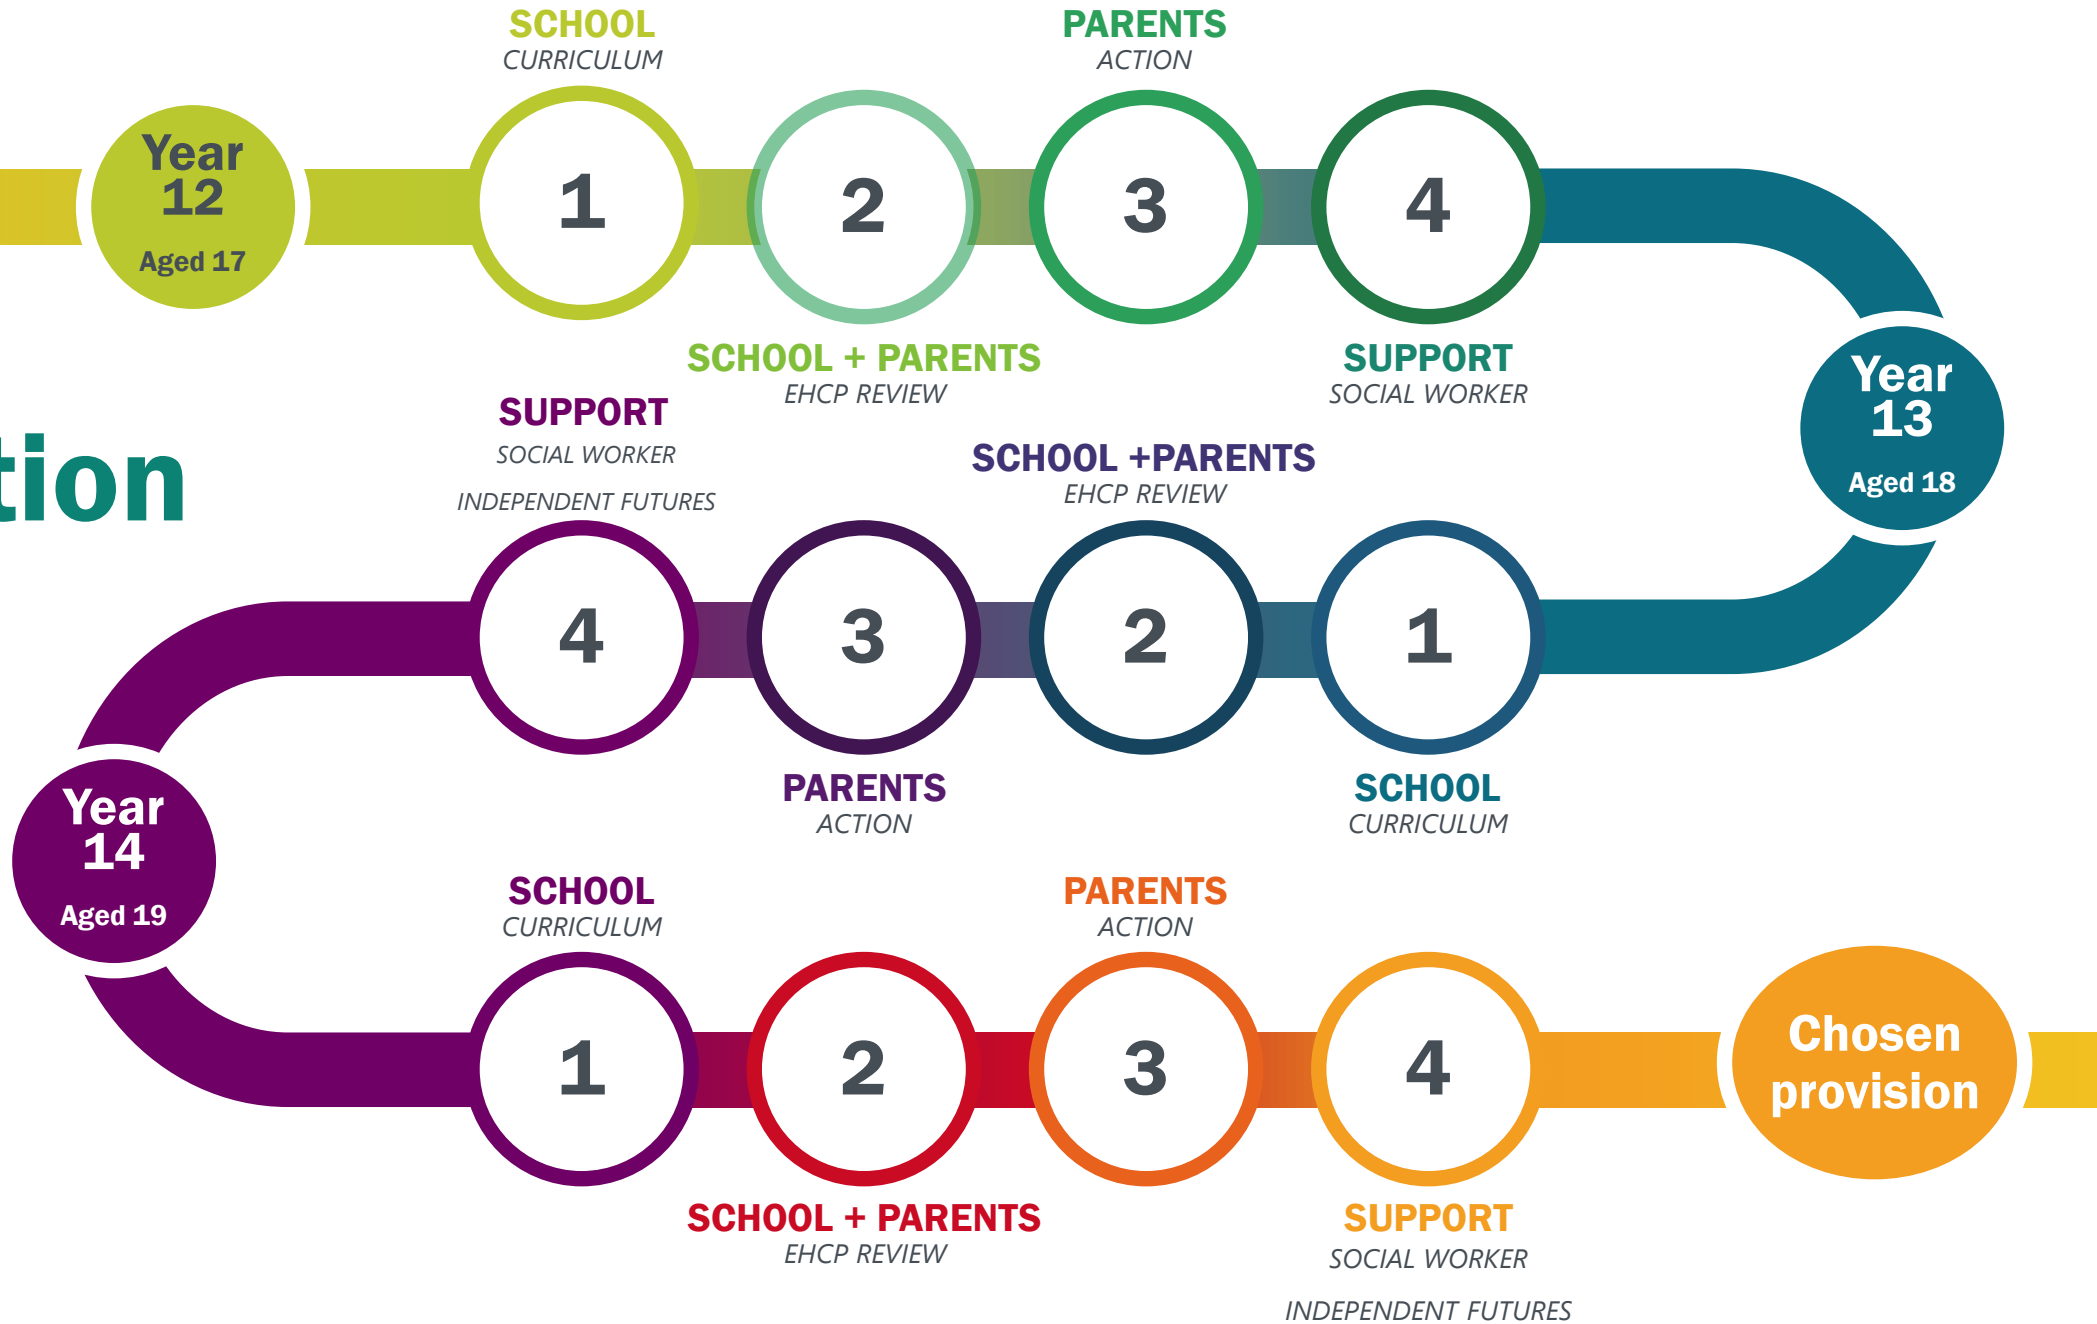 SCHOOL
CURRICULUM
PARENTS
ACTION
Year
12
Aged 17
1
2
3
4
SCHOOL + PARENTS
EHCP REVIEW
SUPPORT
SOCIAL WORKER
Year
13
Aged 18
tion
SUPPORT
SOCIAL WORKER
INDEPENDENT FUTURES
SCHOOL +PARENTS
EHCP REVIEW
4
3
2
1
PARENTS
ACTION
SCHOOL
CURRICULUM
Year
14
Aged 19
SCHOOL
CURRICULUM
PARENTS
ACTION
1
2
3
4
Chosen
provision
SCHOOL + PARENTS
EHCP REVIEW
SUPPORT
SOCIAL WORKER
INDEPENDENT FUTURES